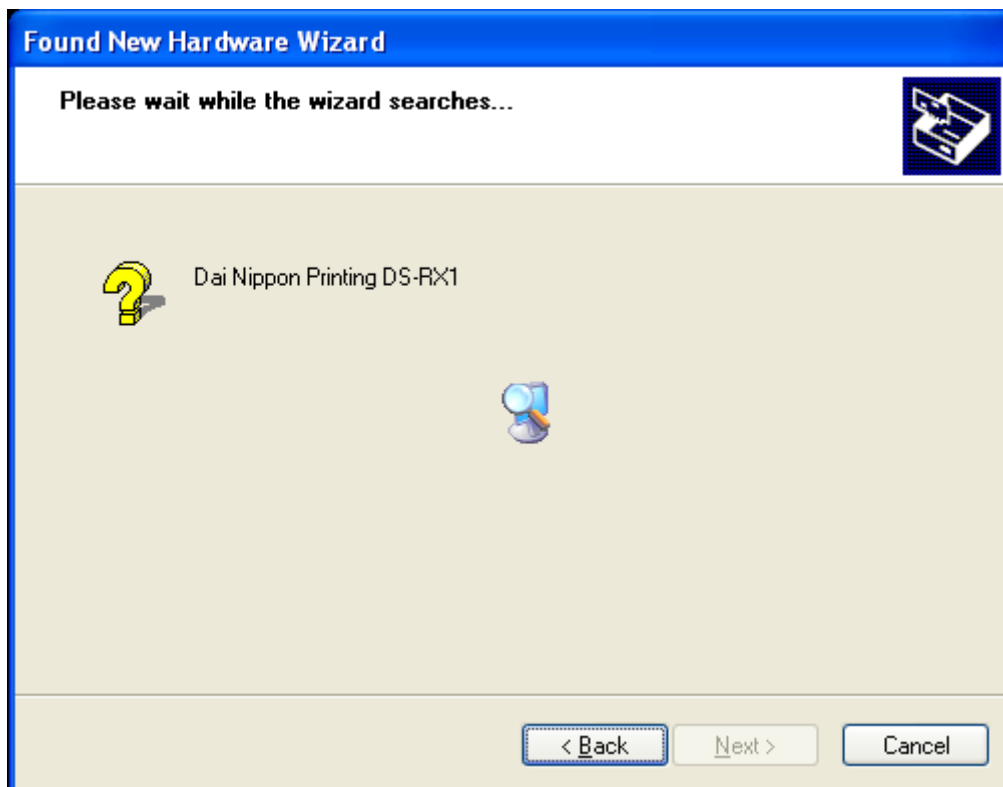 Found New Hardware Wizard
Please wait while the wizard searches...
Dai Nippon Printing DS-RX1
< Back
Next >
Cancel